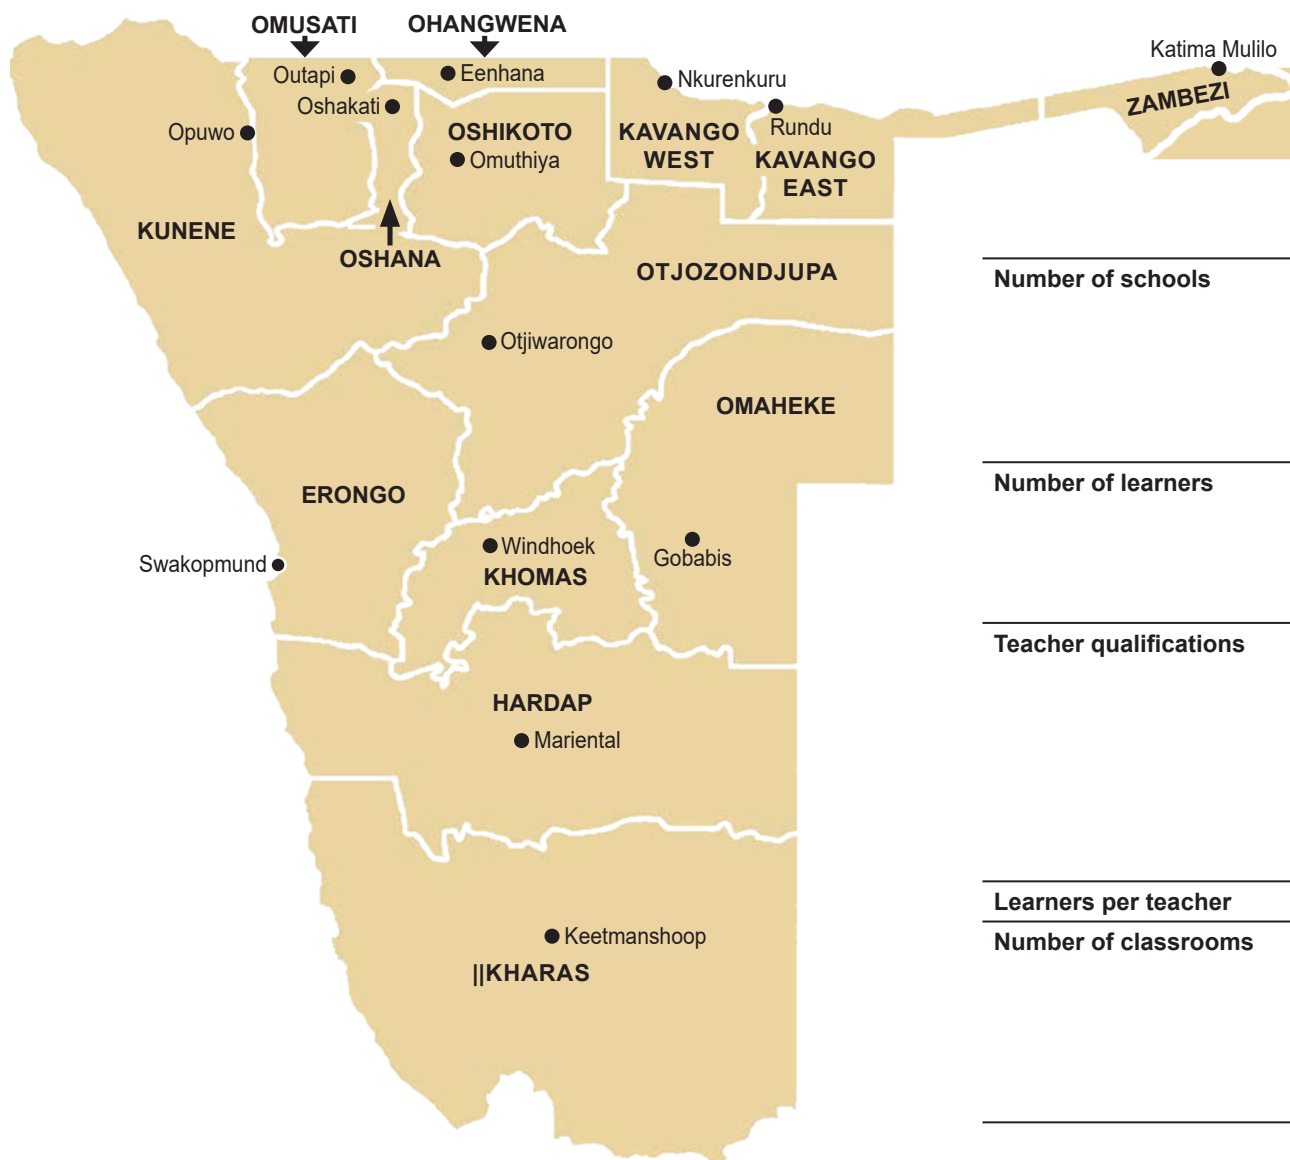 OMUSATI
OHANGWENA
Katima Mulilo
Outapi
Eenhana
Nkurenkuru
ZAMBEZI
Oshakati
Opuwo
OSHIKOTO
Omuthiya
KAVANGO
WEST
Rundu
KAVANGO
EAST
KUNENE
OSHANA
OTJOZONDJUPA
Number of schools
Otjiwarongo
OMAHEKE
ERONGO
Number of learners
Windhoek
KHOMAS
Gobabis
Swakopmund
Teacher qualifications
HARDAP
Mariental
Learners per teacher
Number of classrooms
Keetmanshoop
||KHARAS